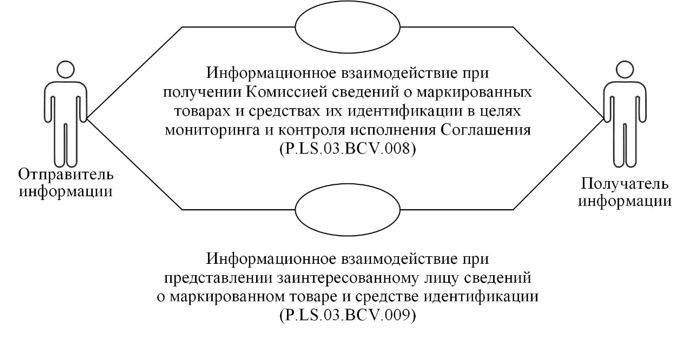 Информационное взаимодействие при
получении Комиссией сведений о маркированных
товарах и средствах их идентификации в целях
мониторинга и контроля исполнения Соглашения
(P.LS.03.BCV.008)
Отправитель
информации
Получатель
информации
Информационное взаимодействие при
представлении заинтересованному лицу сведений
о маркированном товаре и средстве идентификации
(P.LS.03.BCV.009)